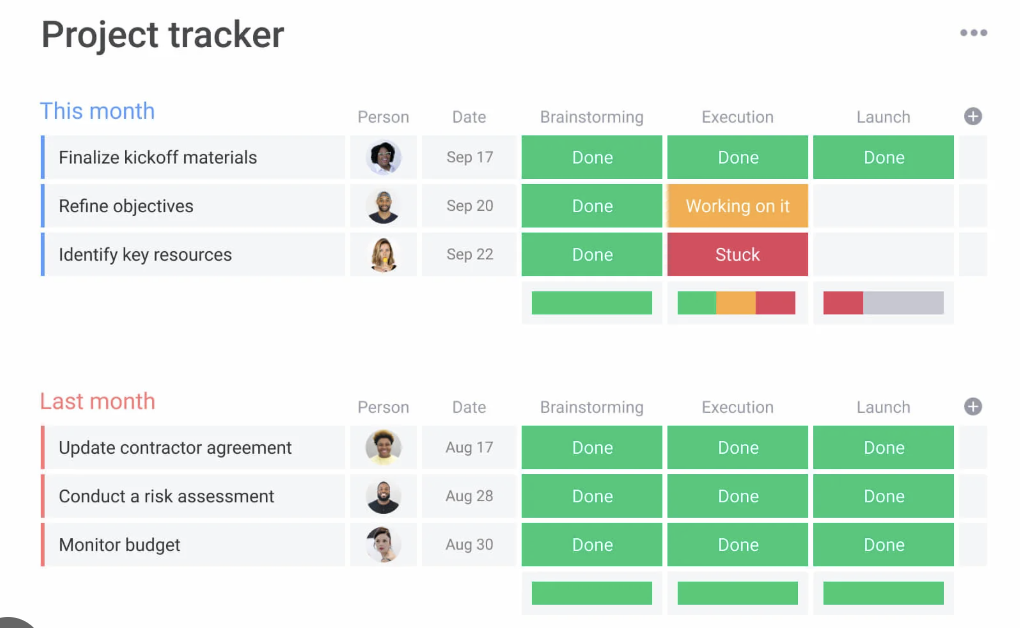 Project tracker
This month Person Date Brainstorming Execution Launch
Finalize kickoff materials Sep 17 Done Done Done
Refine objectives Sep 20 Done Working on it
Identify key resources Sep 22 Done Stuck
Last month Person Date Brainstorming Execution Launch
Update contractor agreement Aug 17 Done Done Done
Conduct a risk assessment Aug 28 Done Done Done
Monitor budget Aug 30 Done Done Done